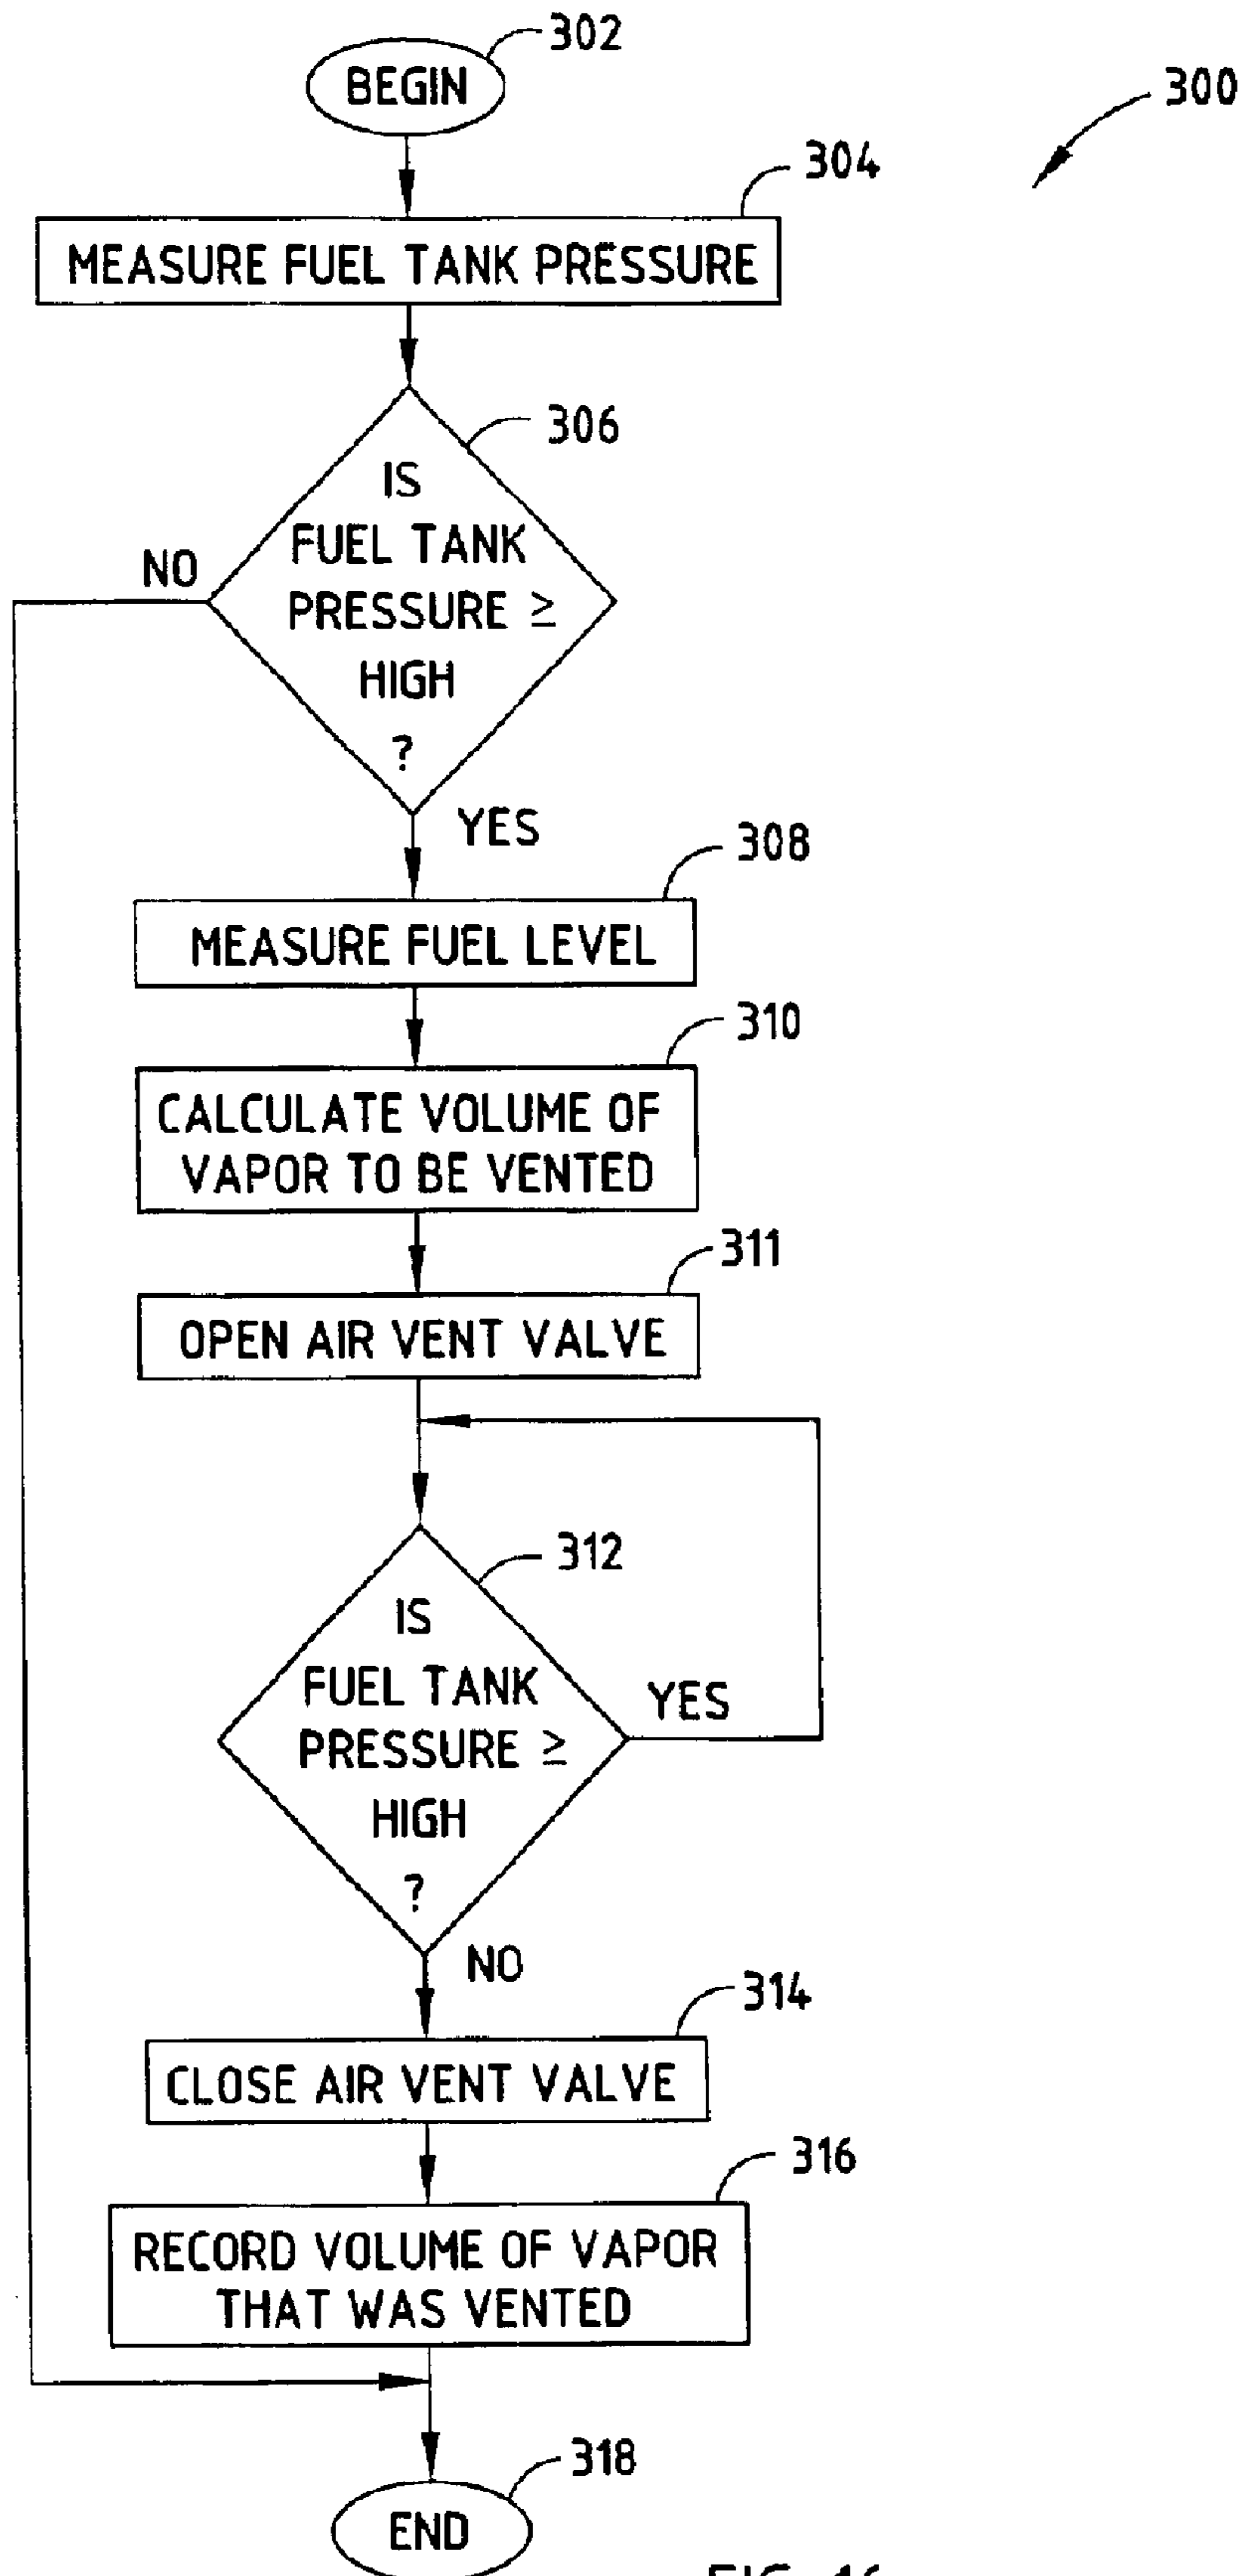 302
BEGIN
300
304
MEASURE FUEL TANK PRESSURE
306
IS
FUEL TANK
PRESSURE ≥
HIGH
?
NO
YES
308
MEASURE FUEL LEVEL
310
CALCULATE VOLUME OF
VAPOR TO BE VENTED
311
OPEN AIR VENT VALVE
312
IS
FUEL TANK
PRESSURE ≥
HIGH
?
YES
NO
314
CLOSE AIR VENT VALVE
316
RECORD VOLUME OF VAPOR
THAT WAS VENTED
318
END